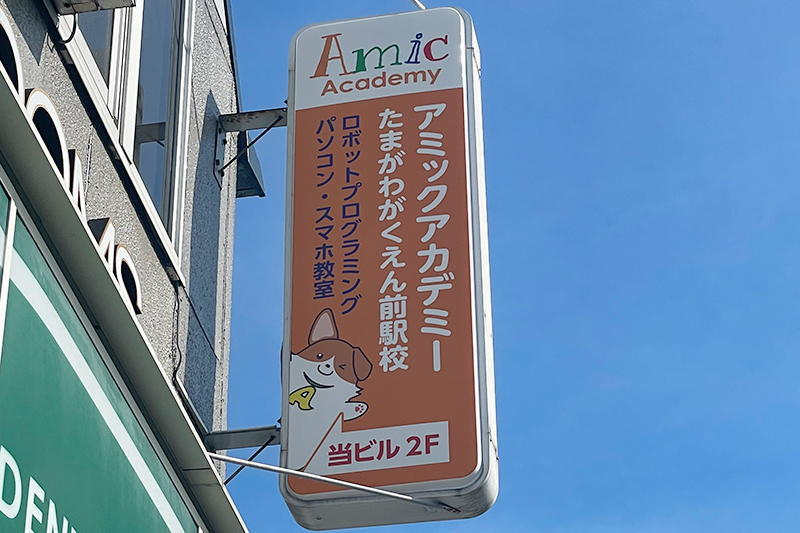 Amic
Academy
アミックアカデミー
たまがわがくえん前駅校
ロボットプログラミング
パソコン・スマホ教室
A
当ビル 2F
DEN